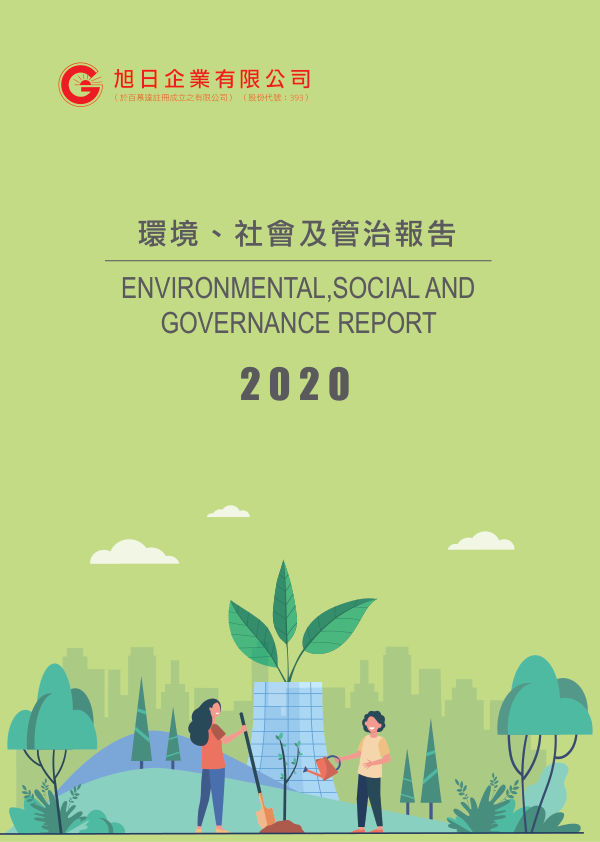 旭日企業有限公司
（於百慕達註冊成立之有限公司）（股份代號：393）
環境、社會及管治報告
ENVIRONMENTAL,SOCIAL AND
GOVERNANCE REPORT
2020